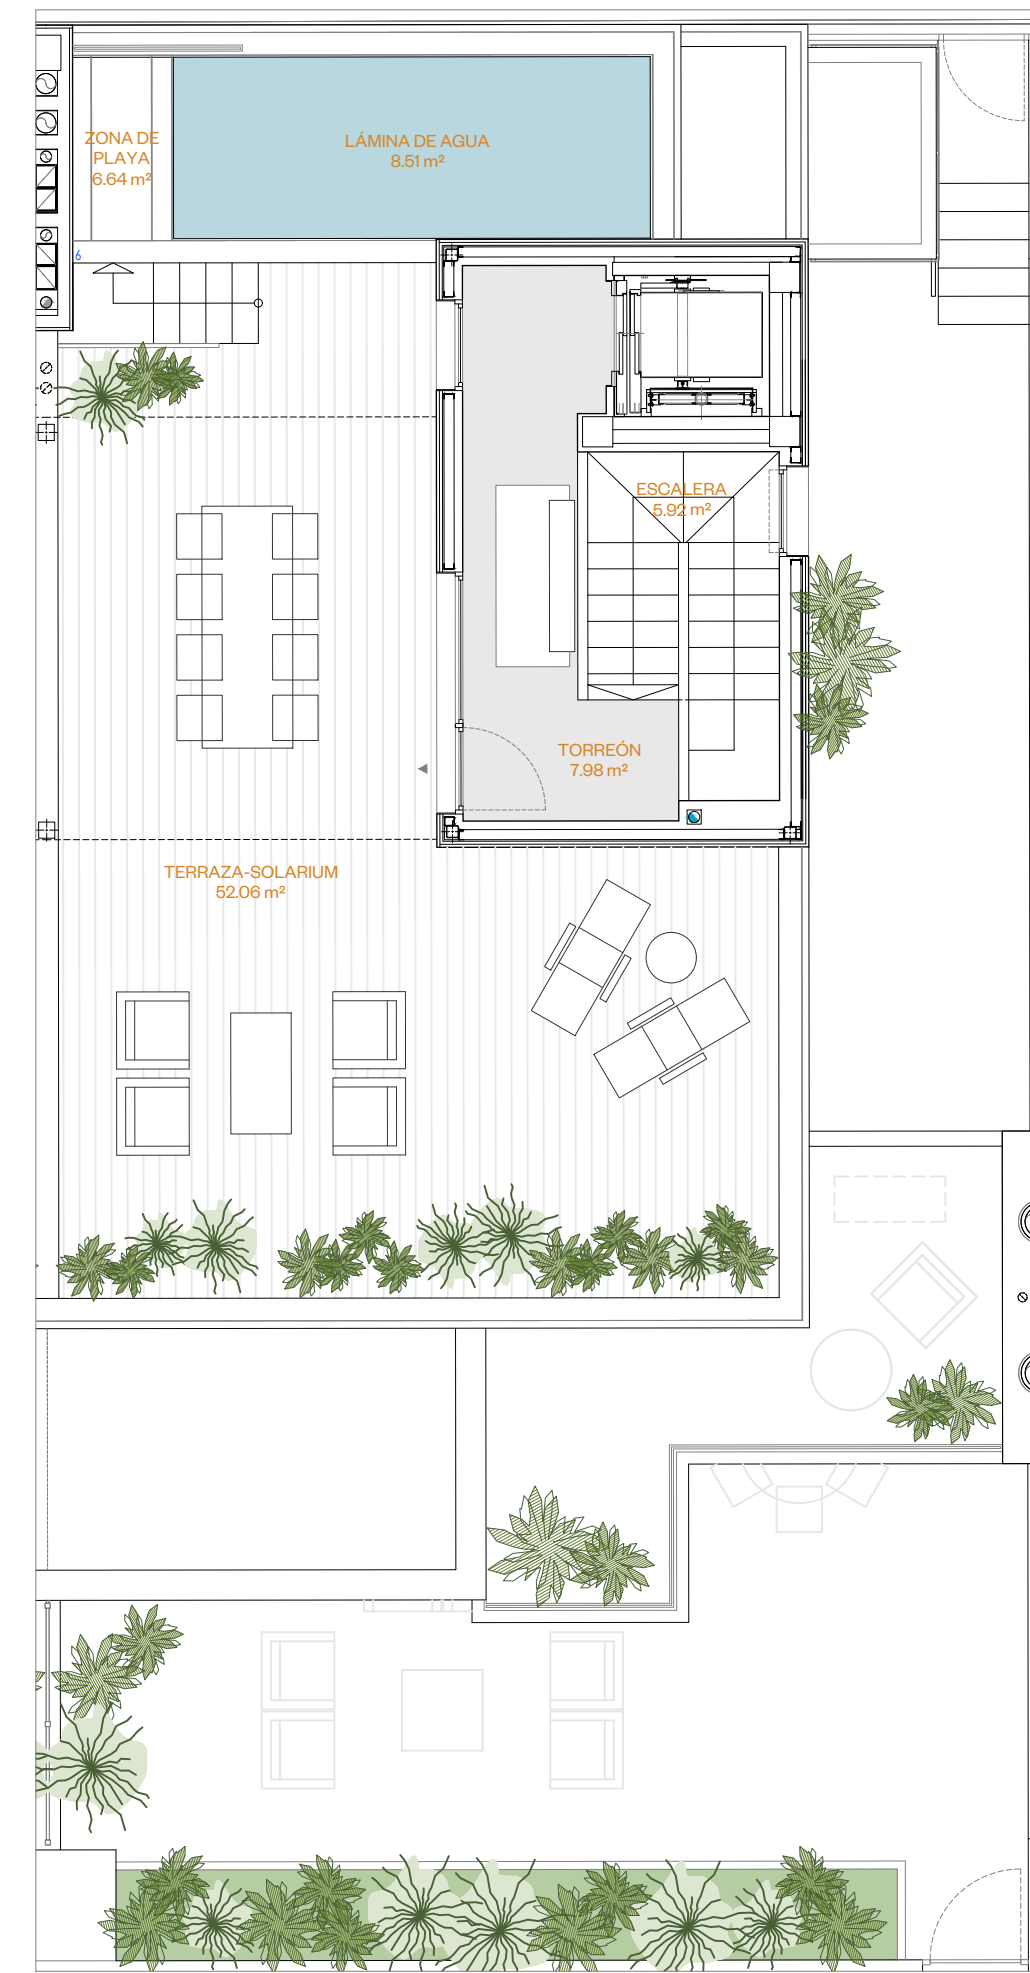 ZONA DE
PLAYA
6.64 m²
LÁMINA DE AGUA
8.51 m²
6
ESCALERA
5.92 m²
TORREÓN
7.98 m²
TERRAZA-SOLARIUM
52.06 m²